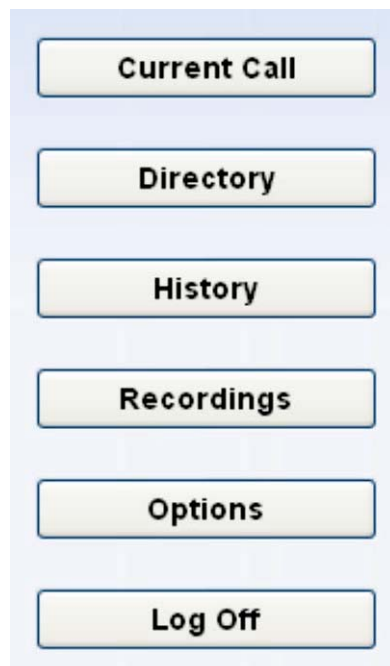 Current Call
Directory
History
Recordings
Options
Log Off